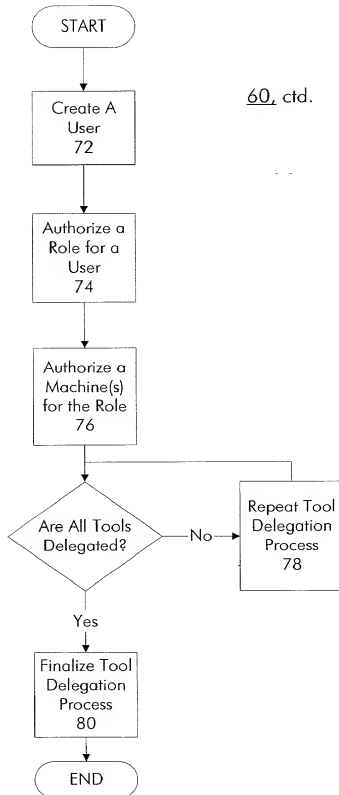 START
60, ctd.
Create A
User
72
Authorize a
Role for a
User
74
Authorize a
Machine(s)
for the Role
76
Are All Tools
Delegated?
No
Repeat Tool
Delegation
Process
78
Yes
Finalize Tool
Delegation
Process
80
END